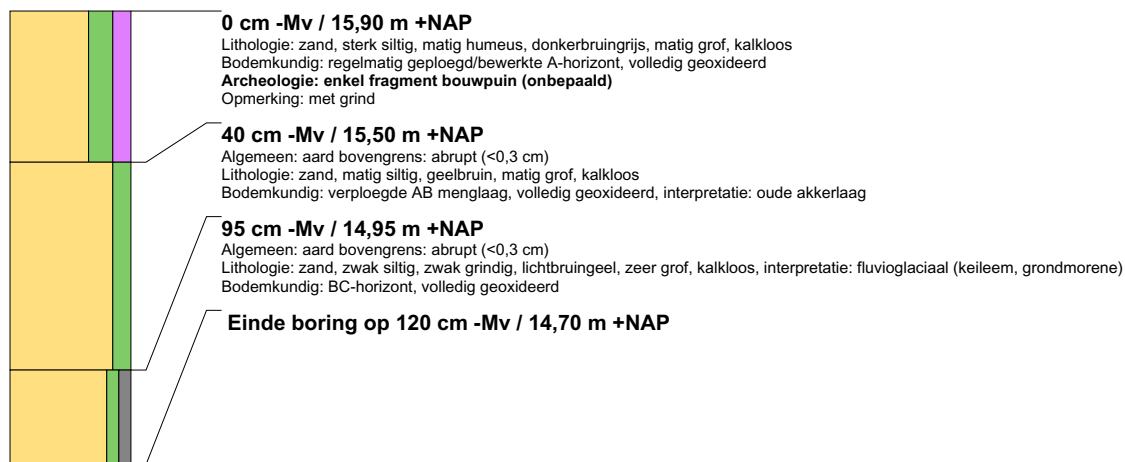 0 cm -Mv / 15,90 m +NAP
Lithologie: zand, sterk siltig, matig humeus, donkerbruingrijs, matig grof, kalkloos
Bodemkundig: regelmatig geploegd/bewerkte A-horizont, volledig geoxideerd
Archeologie: enkel fragment bouwpuin (onbepaald)
Opmerking: met grind
40 cm -Mv / 15,50 m +NAP
Algemeen: aard bovengrens: abrupt (<0,3 cm)
Lithologie: zand, matig siltig, geelbruin, matig grof, kalkloos
Bodemkundig: verploegde AB menglaag, volledig geoxideerd, interpretatie: oude akkerlaag
95 cm -Mv / 14,95 m +NAP
Algemeen: aard bovengrens: abrupt (<0,3 cm)
Lithologie: zand, zwak siltig, zwak grindig, lichtbruingeel, zeer grof, kalkloos, interpretatie: fluvioglaciaal (keileem, grondmorene)
Bodemkundig: BC-horizont, volledig geoxideerd
Einde boring op 120 cm -Mv / 14,70 m +NAP